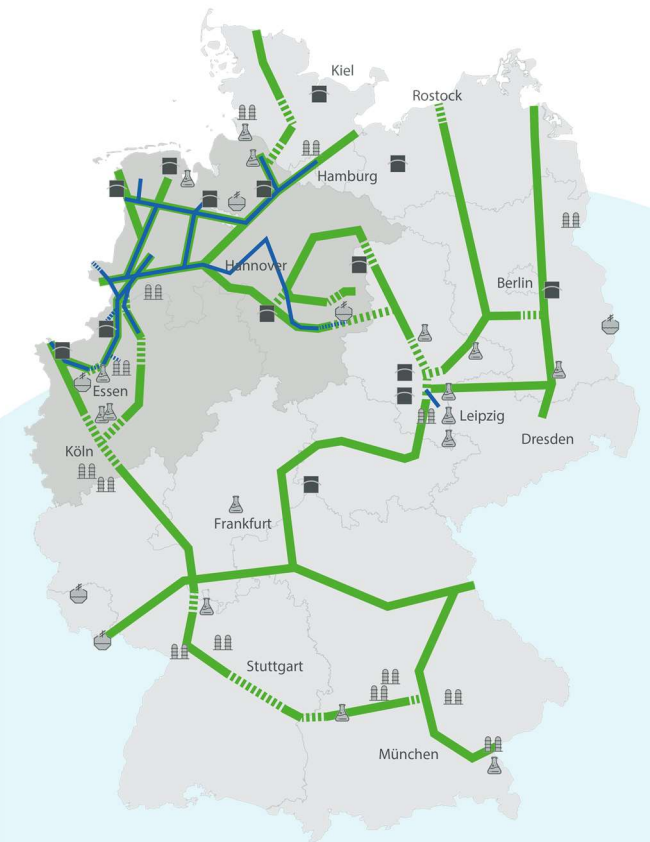 Kiel
Rostock
Hamburg
Hannover
Berlin
Essen
Leipzig
Dresden
Köln
Frankfurt
Stuttgart
München